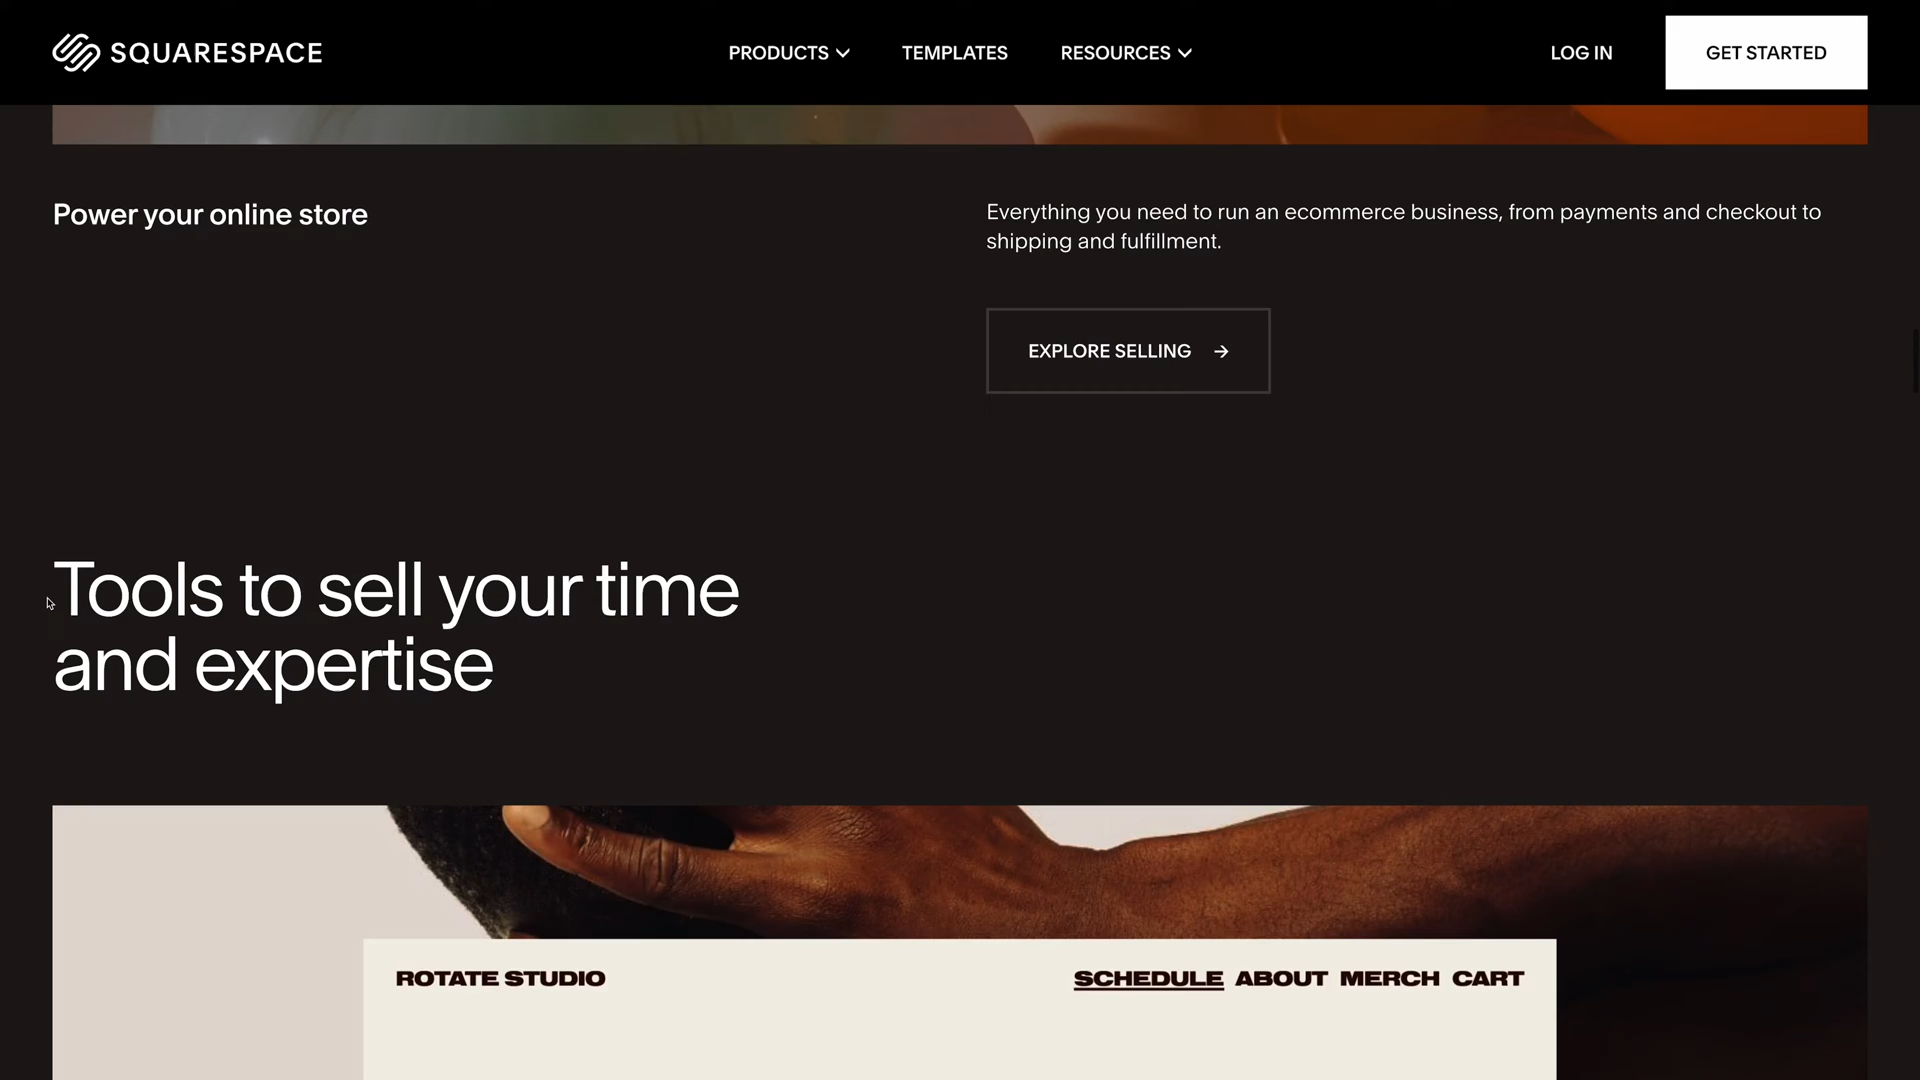 SQUARESPACE
PRODUCTS
TEMPLATES
RESOURCES
LOG IN
GET STARTED
Power your online store
Everything you need to run an ecommerce business, from payments and checkout to
shipping and fulfillment.
EXPLORE SELLING
Tools to sell your time
and expertise
ROTATE STUDIO
SCHEDULE ABOUT MERCH CART